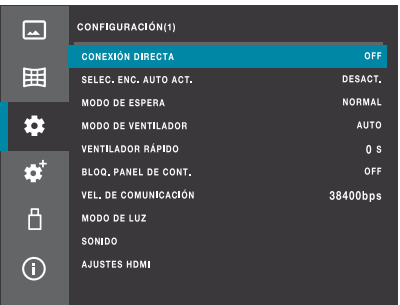 CONFIGURACIÓN(1)
CONEXIÓN DIRECTA OFF
SELEC. ENC. AUTO ACT. DESACT.
MODO DE ESPERA NORMAL
MODO DE VENTILADOR AUTO
VENTILADOR RÁPIDO 0 S
BLOQ. PANEL DE CONT. OFF
VEL. DE COMUNICACIÓN 38400bps
MODO DE LUZ
SONIDO
AJUSTES HDMI